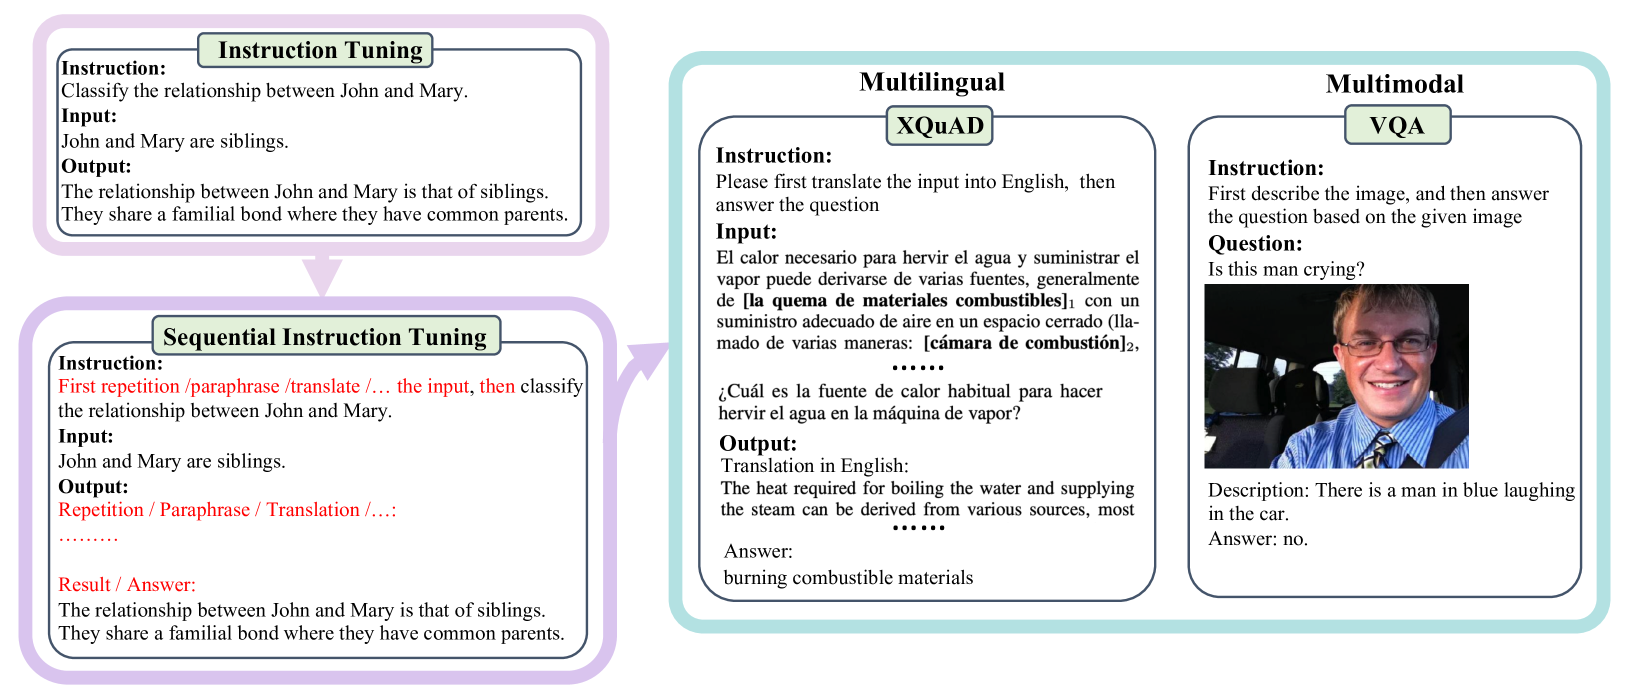 Instruction Tuning
Instruction:
Classify the relationship between John and Mary.
Input:
John and Mary are siblings.
Output:
The relationship between John and Mary is that of siblings.
They share a familial bond where they have common parents.
Sequential Instruction Tuning
Instruction:
First repetition /paraphrase /translate /… the input, then classify
the relationship between John and Mary.
Input:
John and Mary are siblings.
Output:
Repetition / Paraphrase / Translation /…:
………
Result / Answer:
The relationship between John and Mary is that of siblings.
They share a familial bond where they have common parents.
Multilingual
XQuAD
Instruction:
Please first translate the input into English, then
answer the question
Input:
El calor necesario para hervir el agua y suministrar el
vapor puede derivarse de varias fuentes, generalmente
de [la quema de materiales combustibles]₁ con un
suministro adecuado de aire en un espacio cerrado (lla-
mado de varias maneras: [cámara de combustión]₂,
……
¿Cuál es la fuente de calor habitual para hacer
hervir el agua en la máquina de vapor?
Output:
Translation in English:
The heat required for boiling the water and supplying
the steam can be derived from various sources, most
……
Answer:
burning combustible materials
Multimodal
VQA
Instruction:
First describe the image, and then answer
the question based on the given image
Question:
Is this man crying?
Description: There is a man in blue laughing
in the car.
Answer: no.